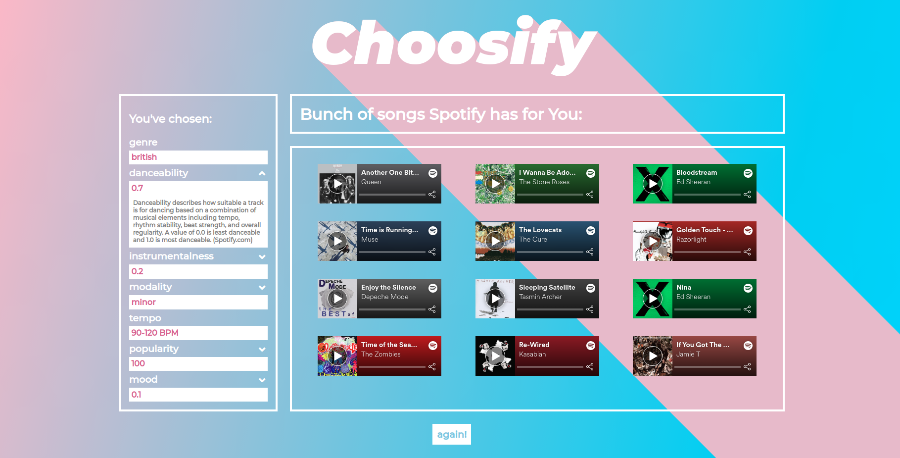 Choosify
You've chosen:
genre
british
danceability
0.7
Danceability describes how suitable a track
is for dancing based on a combination of
musical elements including tempo,
rhythm stability, beat strength, and overall
regularity. A value of 0.0 is least danceable
and 1.0 is most danceable. (Spotify.com)
instrumentalness
0.2
modality
minor
tempo
90-120 BPM
popularity
100
mood
0.1
Bunch of songs Spotify has for You:
Another One Bit...
Queen
I Wanna Be Ado...
The Stone Roses
Bloodstream
Ed Sheeran
Time is Running...
Muse
The Lovecats
The Cure
Golden Touch - ...
Razorlight
DEPECHE
MODE
BEST
Enjoy the Silence
Depeche Mode
Sleeping Satellite
Tasmin Archer
Nina
Ed Sheeran
Time of the Sea...
The Zombies
Re-Wired
Kasabian
If You Got The ...
Jamie T
again!